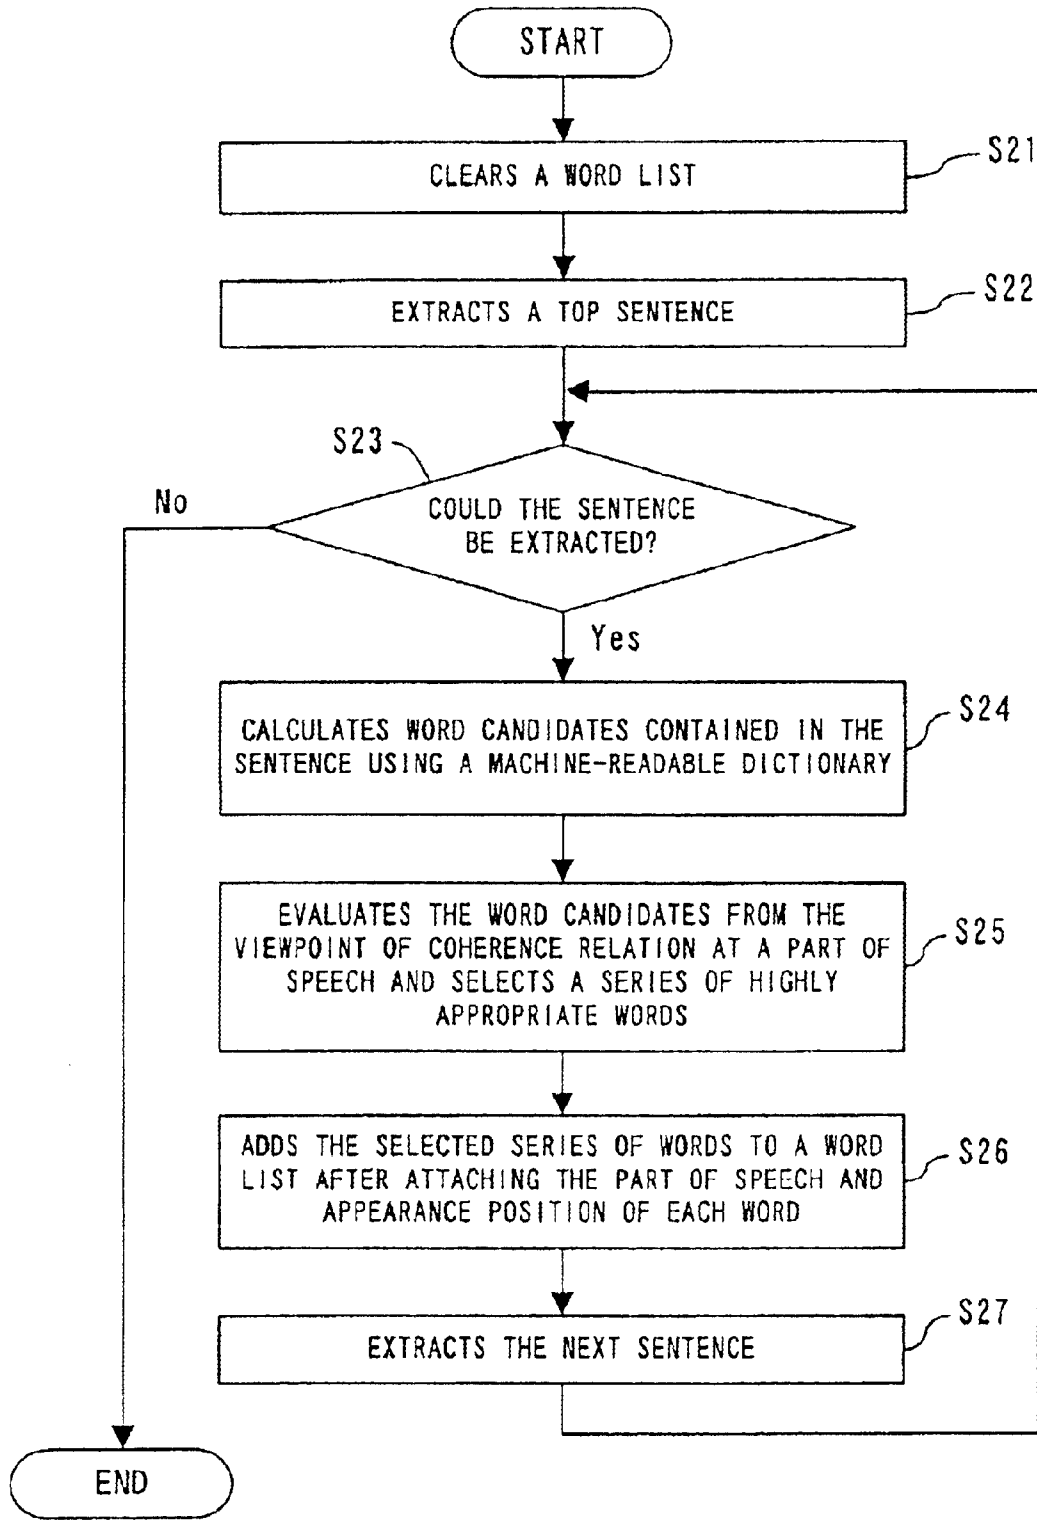 START
CLEARS A WORD LIST
S21
EXTRACTS A TOP SENTENCE
S22
S23
COULD THE SENTENCE
BE EXTRACTED?
No
Yes
CALCULATES WORD CANDIDATES CONTAINED IN THE
SENTENCE USING A MACHINE-READABLE DICTIONARY
S24
EVALUATES THE WORD CANDIDATES FROM THE
VIEWPOINT OF COHERENCE RELATION AT A PART OF
SPEECH AND SELECTS A SERIES OF HIGHLY
APPROPRIATE WORDS
S25
ADDS THE SELECTED SERIES OF WORDS TO A WORD
LIST AFTER ATTACHING THE PART OF SPEECH AND
APPEARANCE POSITION OF EACH WORD
S26
EXTRACTS THE NEXT SENTENCE
S27
END